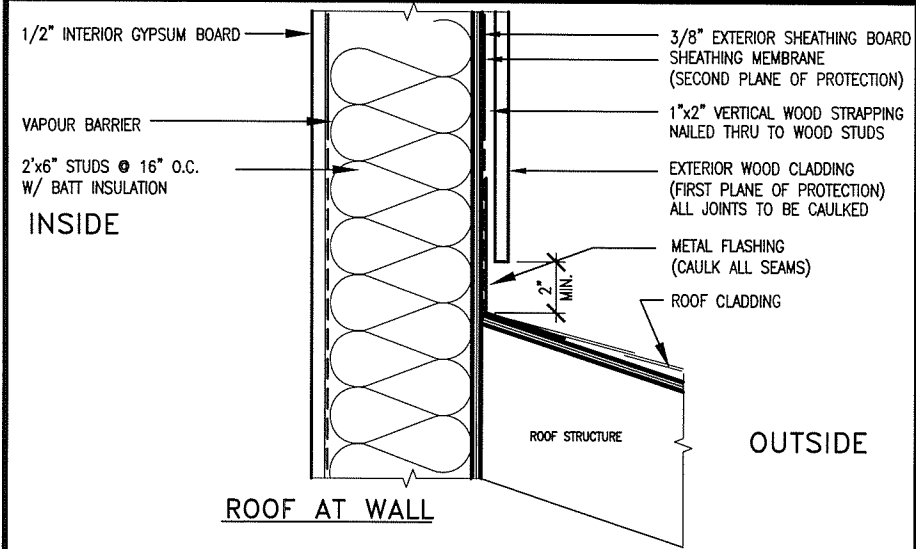 1/2" INTERIOR GYPSUM BOARD
VAPOUR BARRIER
2'x6" STUDS @ 16" O.C.
W/ BATT INSULATION
INSIDE
3/8" EXTERIOR SHEATHING BOARD
SHEATHING MEMBRANE
(SECOND PLANE OF PROTECTION)
1"x2" VERTICAL WOOD STRAPPING
NAILED THRU TO WOOD STUDS
EXTERIOR WOOD CLADDING
(FIRST PLANE OF PROTECTION)
ALL JOINTS TO BE CAULKED
METAL FLASHING
(CAULK ALL SEAMS)
2"
MIN.
ROOF CLADDING
ROOF STRUCTURE
OUTSIDE
ROOF AT WALL